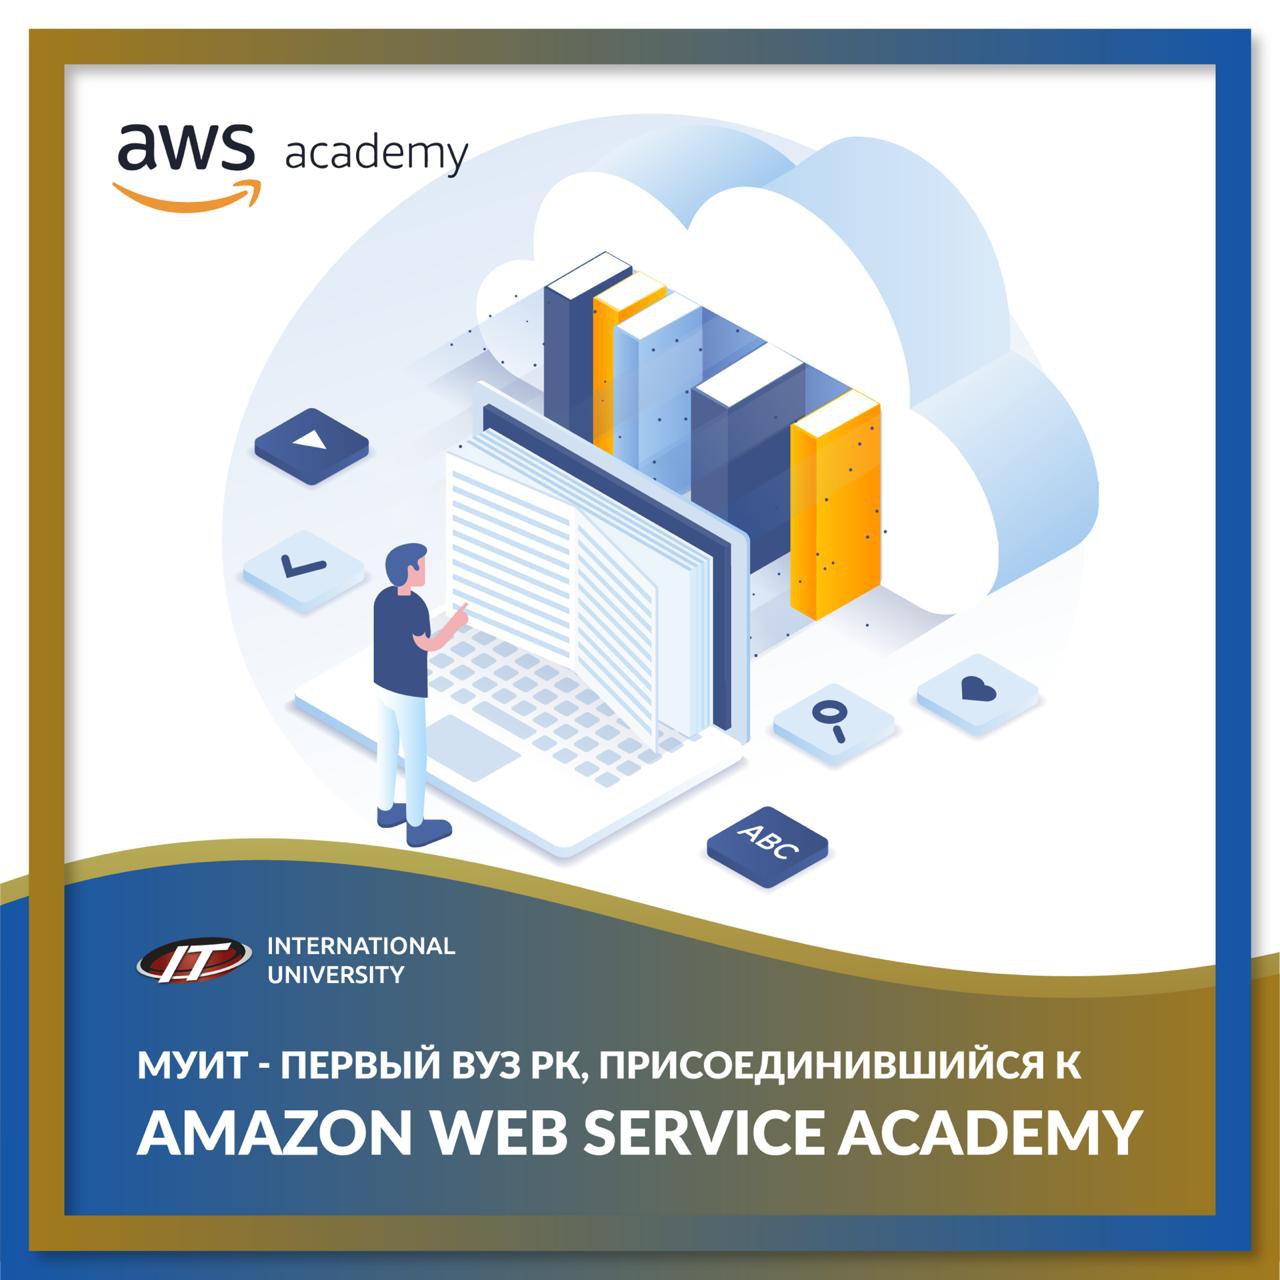 aws academy
ABC
IT INTERNATIONAL
UNIVERSITY
МУИТ - ПЕРВЫЙ ВУЗ РК, ПРИСОЕДИНИВШИЙСЯ К
AMAZON WEB SERVICE ACADEMY